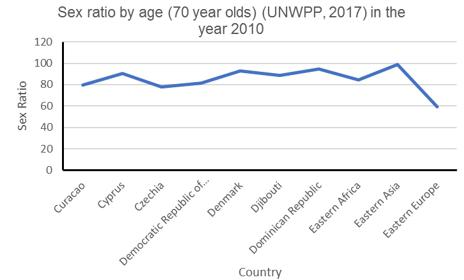 Sex ratio by age (70 year olds) (UNWPP, 2017) in the
year 2010
120
100
80
60
40
20
0
Sex Ratio
Curacao
Cyprus
Czechia
Democratic Republic of...
Denmark
Djibouti
Dominican Republic
Eastern Africa
Eastern Asia
Eastern Europe
Country